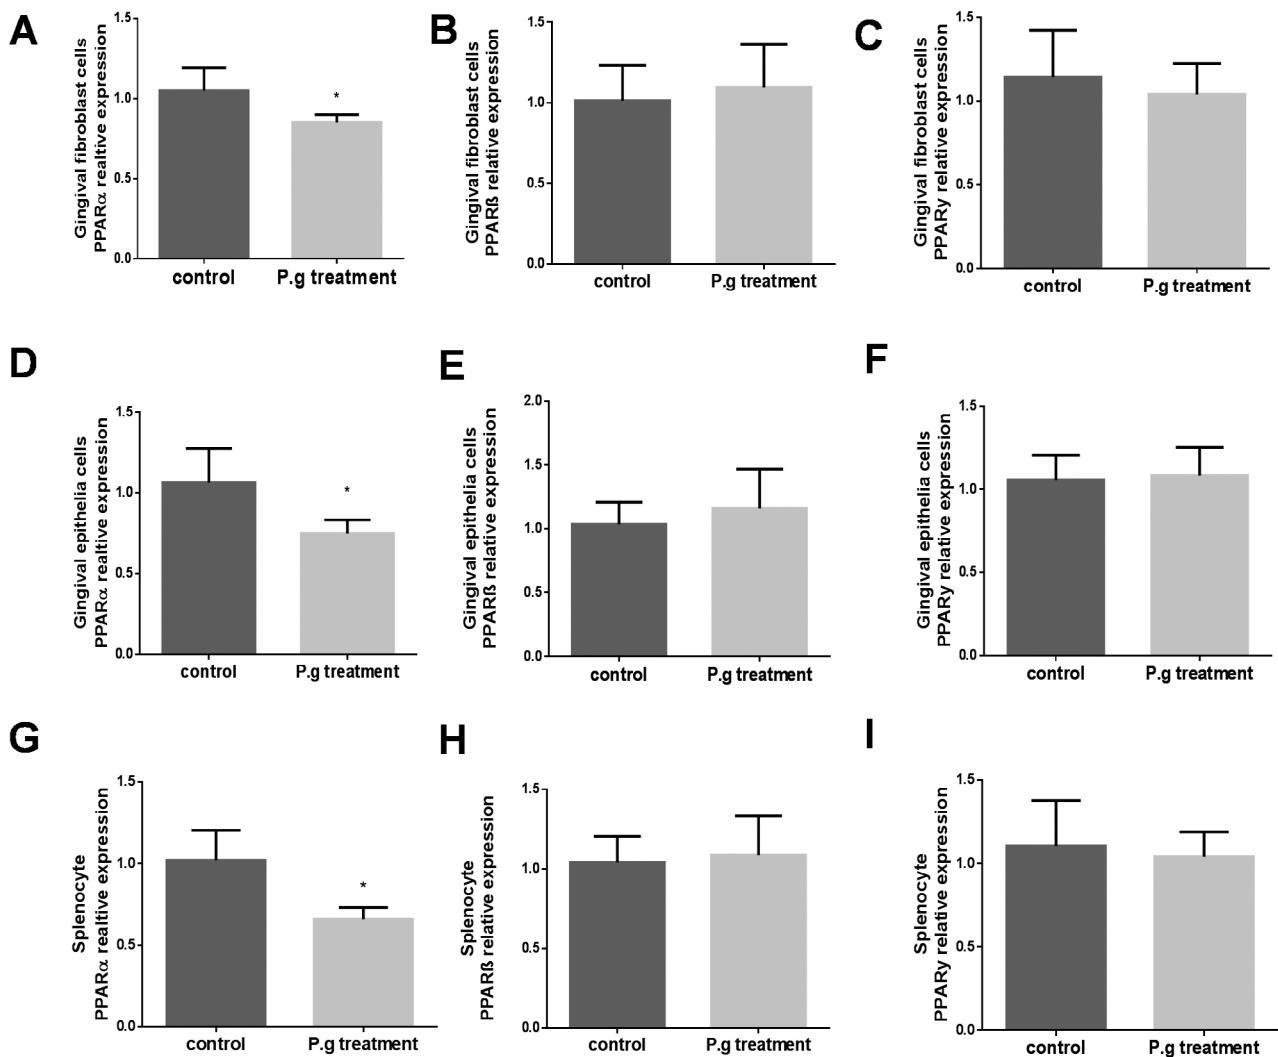 A
Gingival fibroblast cells
PPARα realtive expression
1.5
1.0
0.5
0.0
*
control
P.g treatment
B
Gingival fibroblast cells
PPARß relative expression
1.5
1.0
0.5
0.0
control
P.g treatment
C
Gingival fibroblast cells
PPARy relative expression
1.5
1.0
0.5
0.0
control
P.g treatment
D
Gingival epithelia cells
PPARα realtive expression
1.5
1.0
0.5
0.0
*
control
P.g treatment
E
Gingival epithelia cells
PPARß relative expression
2.0
1.5
1.0
0.5
0.0
control
P.g treatment
F
Gingival epithelia cells
PPARy relative expression
1.5
1.0
0.5
0.0
control
P.g treatment
G
Splenocyte
PPARα realtive expression
1.5
1.0
0.5
0.0
*
control
P.g treatment
H
Splenocyte
PPARß relative expression
1.5
1.0
0.5
0.0
control
P.g treatment
I
Splenocyte
PPARy relative expression
1.5
1.0
0.5
0.0
control
P.g treatment